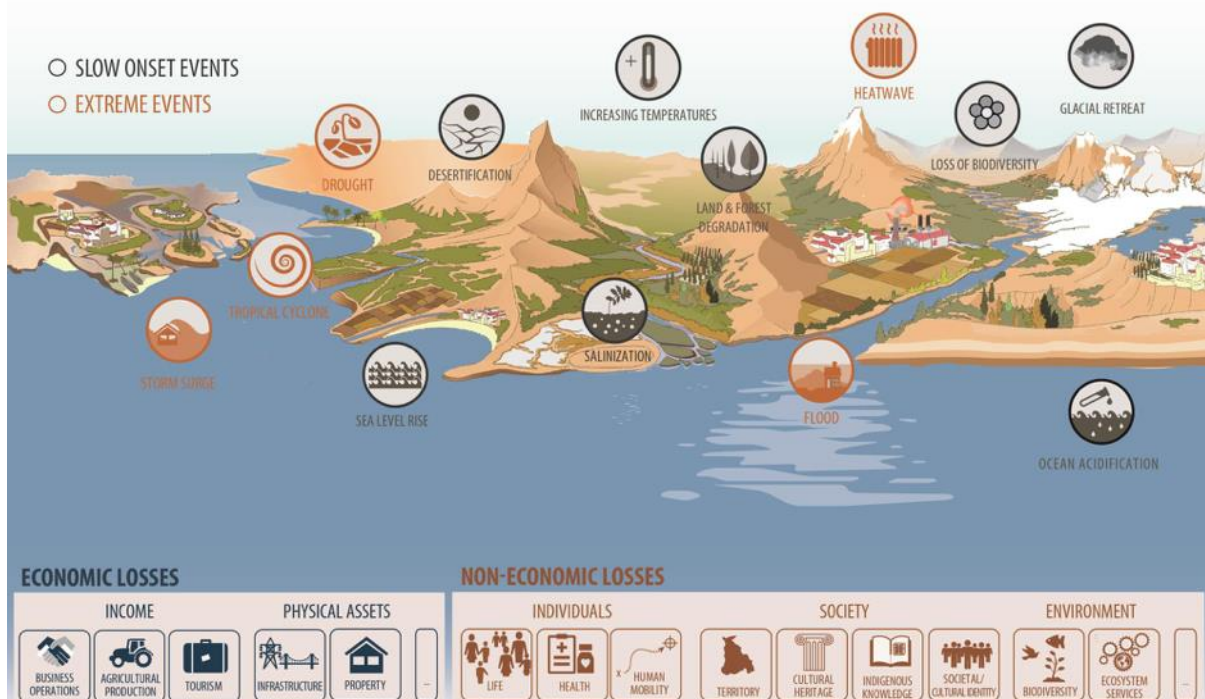 SLOW ONSET EVENTS
EXTREME EVENTS
INCREASING TEMPERATURES
HEATWAVE
GLACIAL RETREAT
DROUGHT
DESERTIFICATION
LOSS OF BIODIVERSITY
LAND & FOREST
DEGRADATION
TROPICAL CYCLONE
STORM SURGE
SALINIZATION
SEA LEVEL RISE
FLOOD
OCEAN ACIDIFICATION
ECONOMIC LOSSES
INCOME
PHYSICAL ASSETS
BUSINESS
OPERATIONS
AGRICULTURAL
PRODUCTION
TOURISM
INFRASTRUCTURE
PROPERTY
...
NON-ECONOMIC LOSSES
INDIVIDUALS
SOCIETY
ENVIRONMENT
LIFE
HEALTH
X
HUMAN
MOBILITY
TERRITORY
CULTURAL
HERITAGE
INDIGENOUS
KNOWLEDGE
SOCIETAL/
CULTURAL IDENTITY
BIODIVERSITY
ECOSYSTEM
SERVICES
...